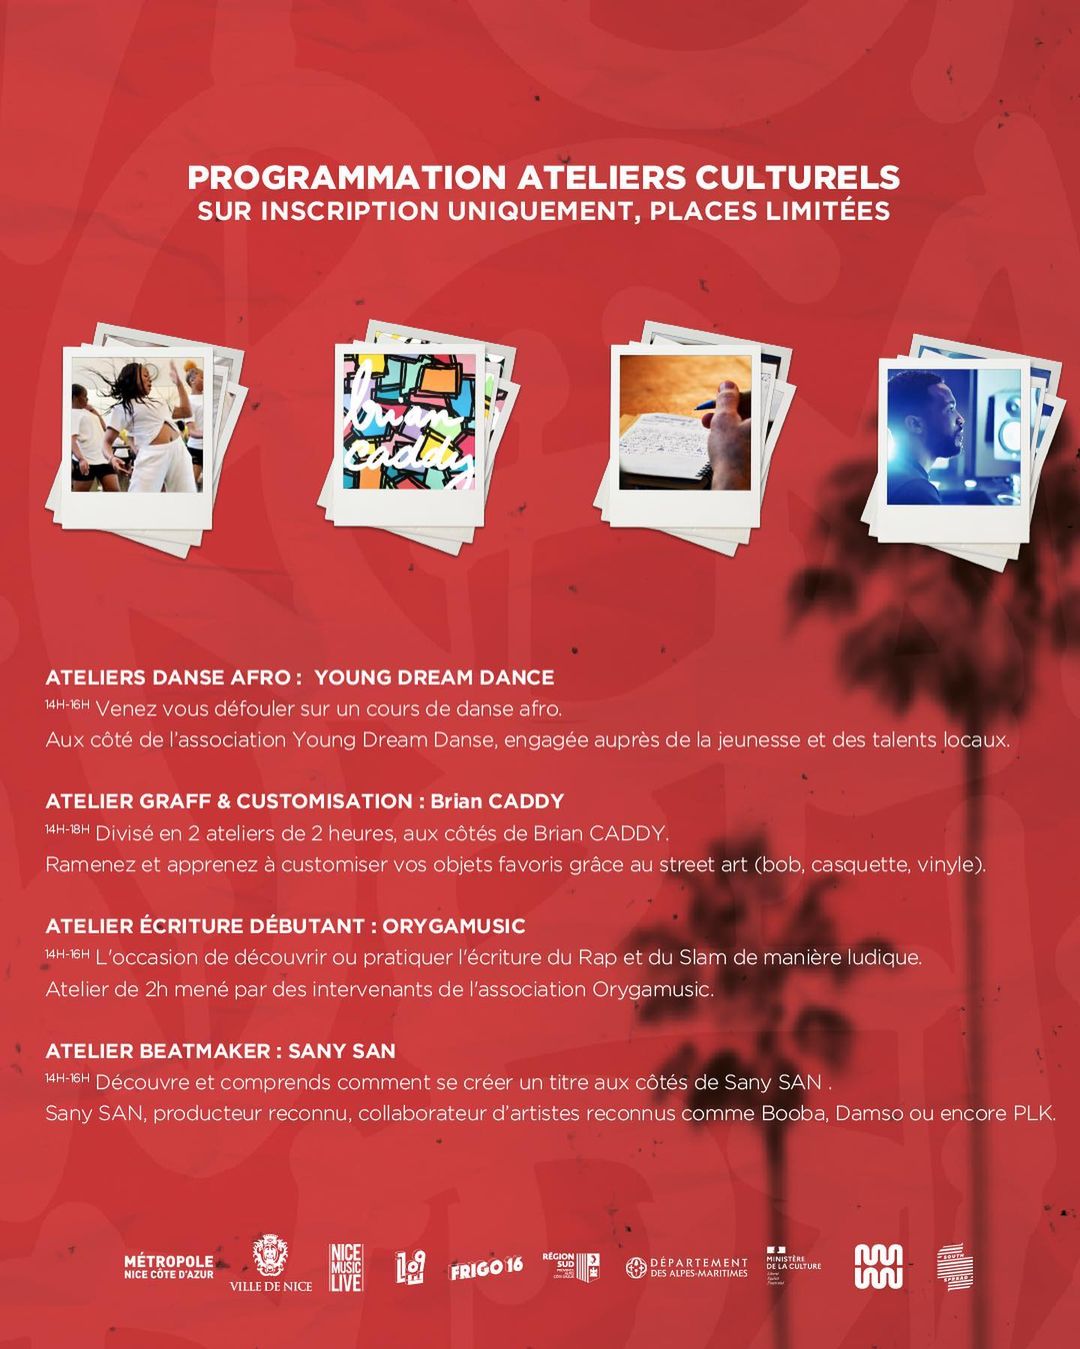 PROGRAMMATION ATELIERS CULTURELS
SUR INSCRIPTION UNIQUEMENT, PLACES LIMITÉES
brian
caddy
ATELIERS DANSE AFRO : YOUNG DREAM DANCE
14H-16H Venez vous défouler sur un cours de danse afro.
Aux côté de l'association Young Dream Danse, engagée auprès de la jeunesse et des talents locaux.
ATELIER GRAFF & CUSTOMISATION : Brian CADDY
14H-18H Divisé en 2 ateliers de 2 heures, aux côtés de Brian CADDY.
Ramenez et apprenez à customiser vos objets favoris grâce au street art (bob, casquette, vinyle).
ATELIER ÉCRITURE DÉBUTANT : ORYGAMUSIC
14H-16H L'occasion de découvrir ou pratiquer l'écriture du Rap et du Slam de manière ludique.
Atelier de 2h mené par des intervenants de l'association Orygamusic.
ATELIER BEATMAKER : SANY SAN
14H-16H Découvre et comprends comment se créer un titre aux côtés de Sany SAN .
Sany SAN, producteur reconnu, collaborateur d'artistes reconnus comme Booba, Damso ou encore PLK.
MÉTROPOLE
NICE CÔTE D'AZUR
VILLE DE NICE
NICE
MUSIC
LIVE
FRIGO 16
RÉGION
SUD
DÉPARTEMENT
DES ALPES-MARITIMES
MINISTÈRE
DE LA CULTURE
SOUTH
SPREAD